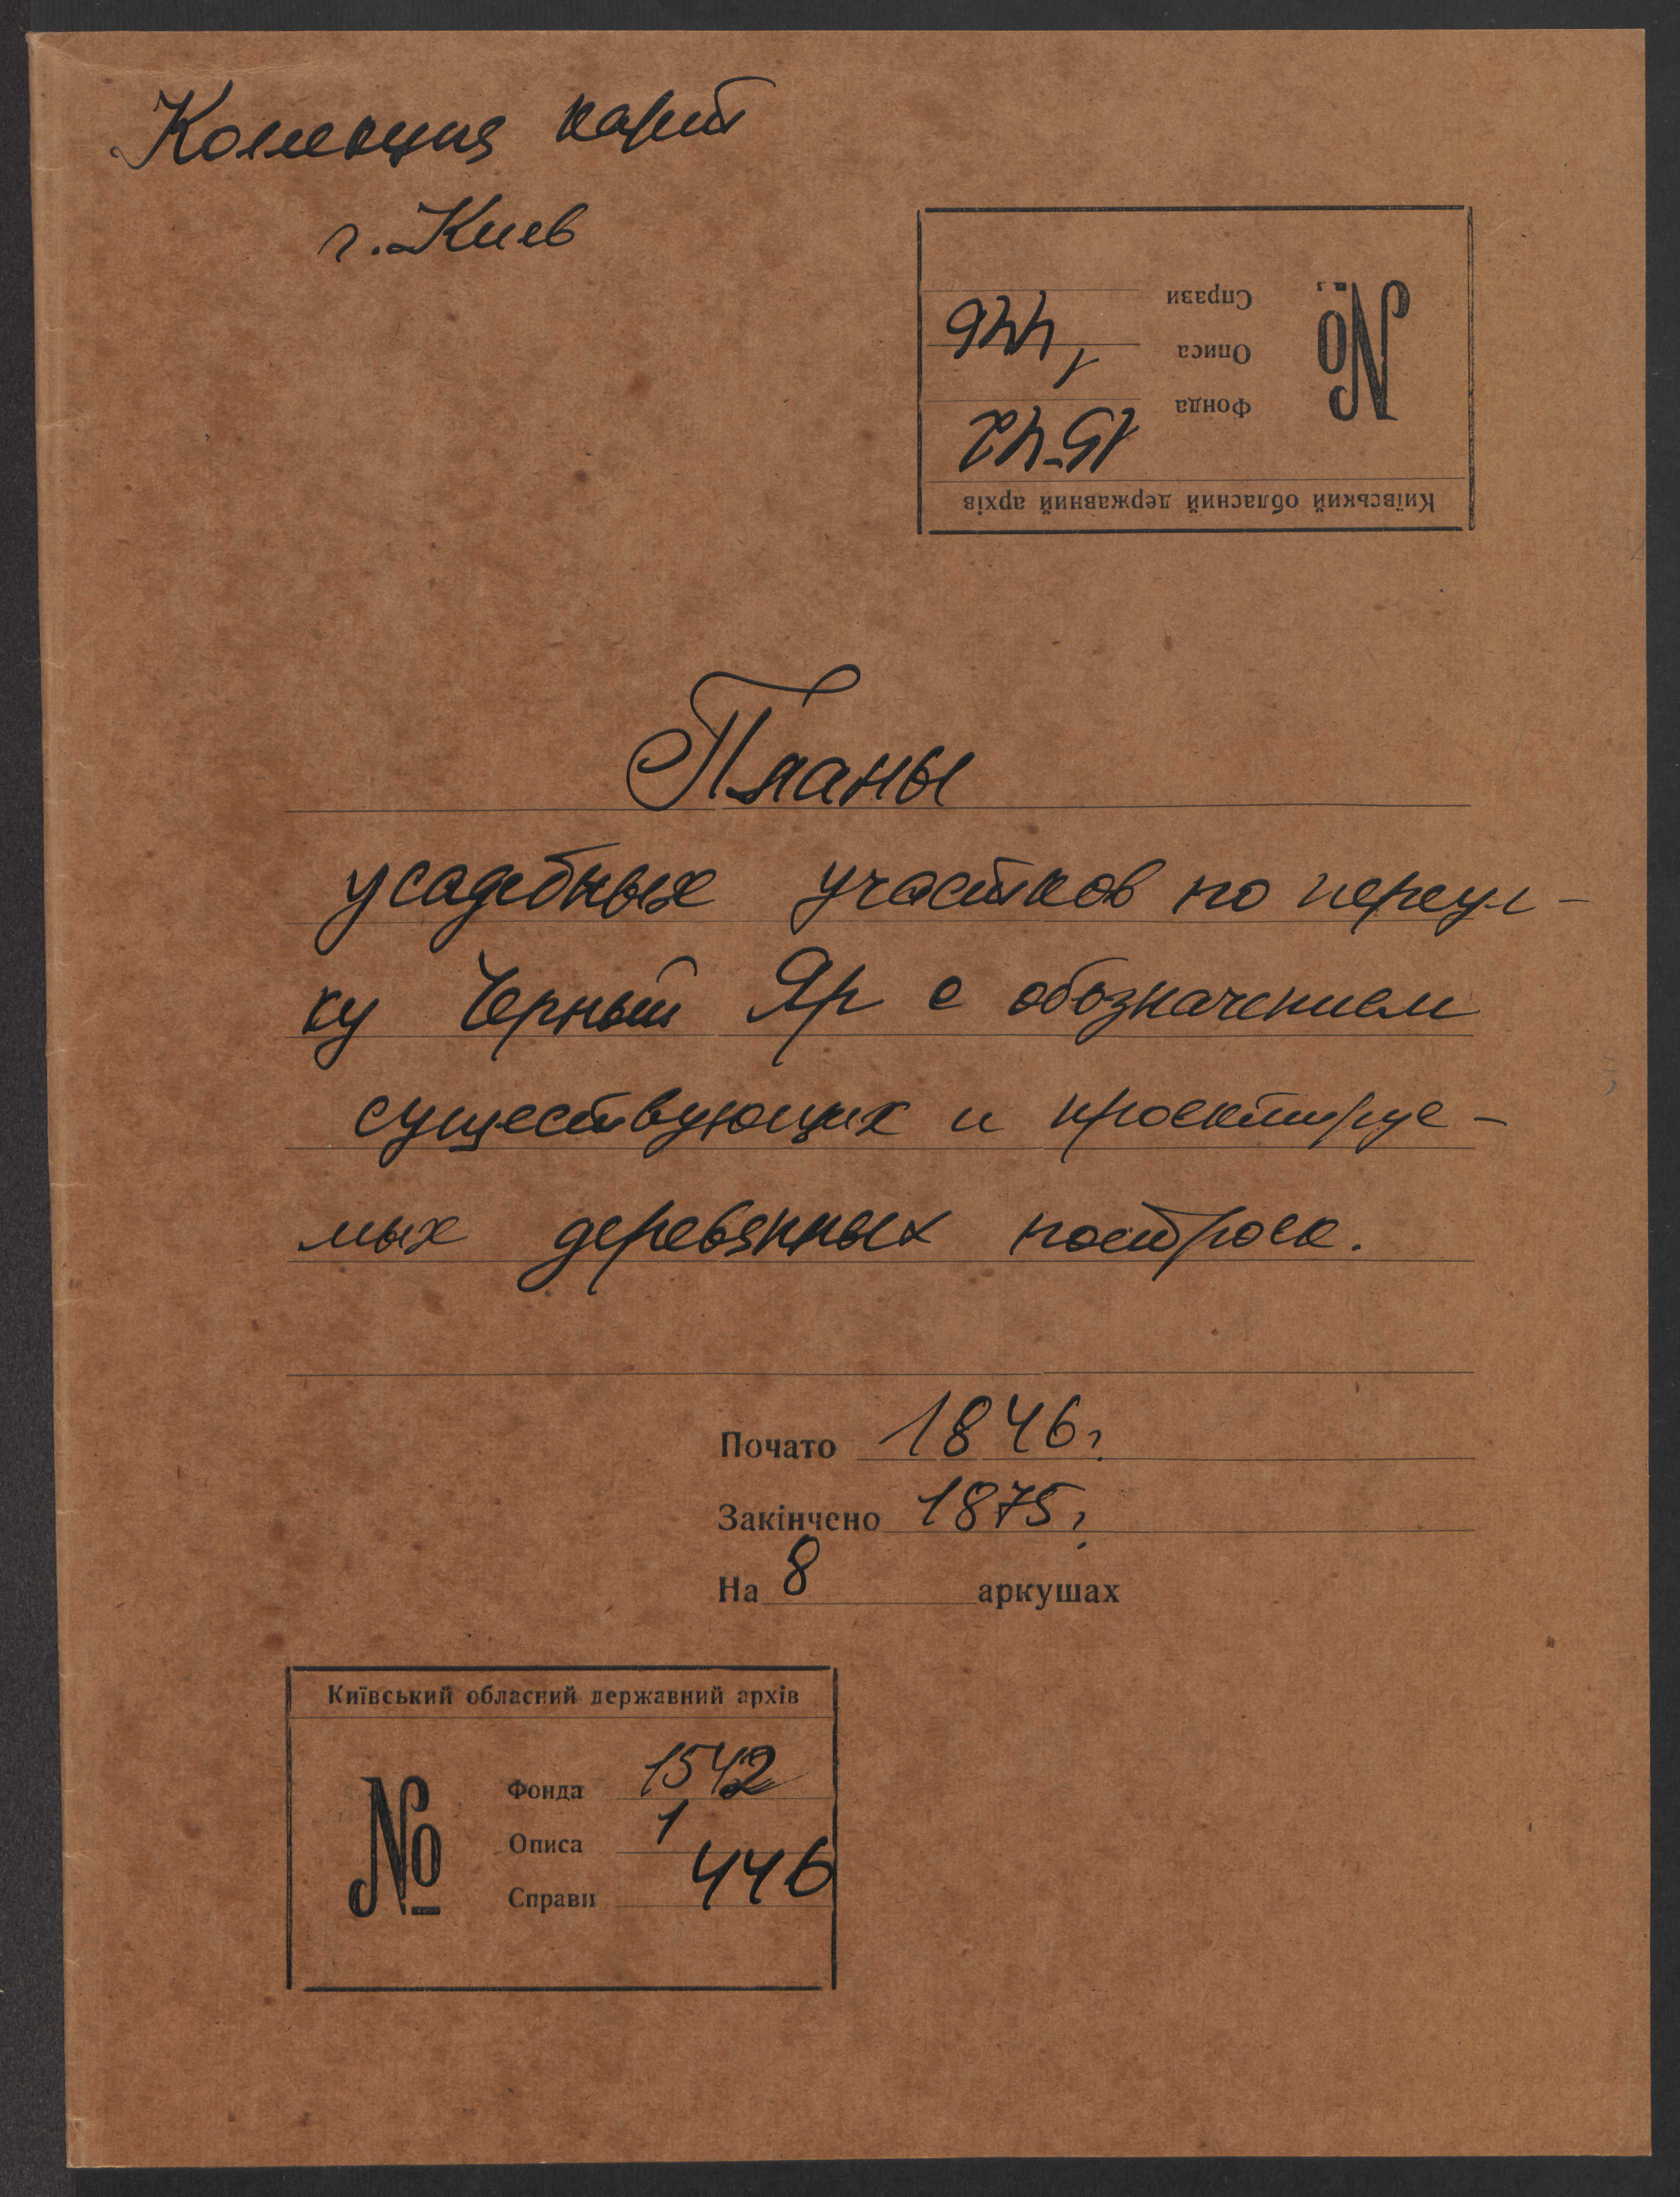 Коллекция карт
г. Киев
Київський обласний державний архів
№
Фонда 1542
Описа 1
Справи 446
Планы
усадебных участков по переул-
ку Черный Яр с обозначением
существующих и проектируе-
мых деревянных построек.
Почато 1846 г.
Закінчено 1875 г.
На 8 аркушах
Київський обласний державний архів
№
Фонда 1542
Описа 1
Справи 446